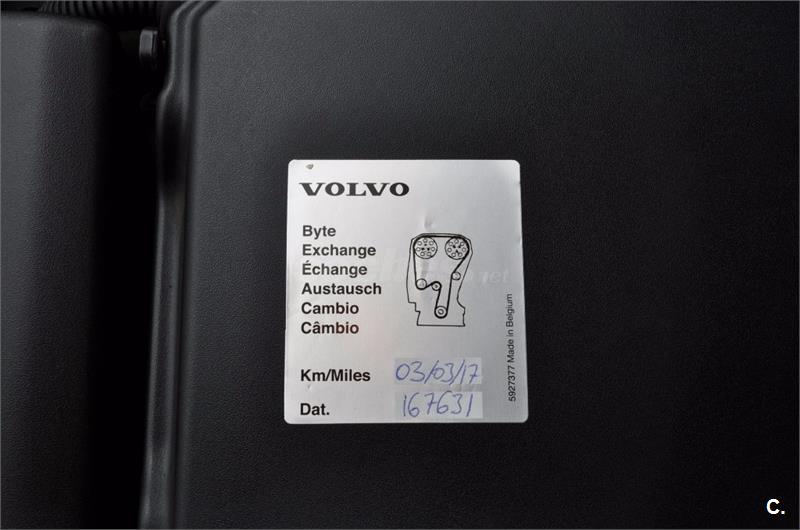 VOLVO
Byte
Exchange
Échange
Austausch
Cambio
Câmbio
Km/Miles 03/03/17
Dat. 167631
5927377 Made in Belgium
C.